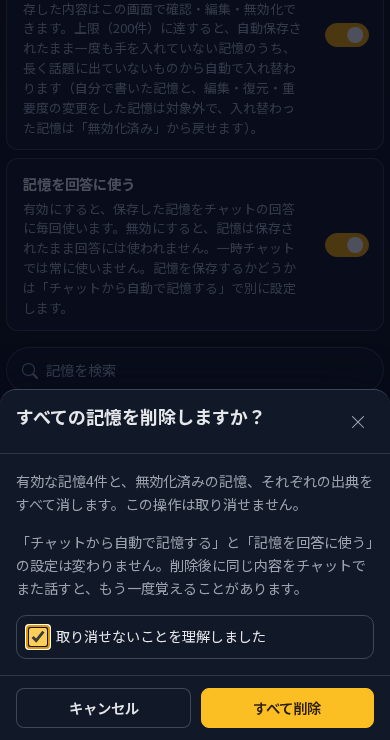 存した内容はこの画面で確認・編集・無効化で
きます。上限（200件）に達すると、自動保存さ
れたまま一度も手を入れていない記憶のうち、
長く話題に出ていないものから自動で入れ替わ
ります（自分で書いた記憶と、編集・復元・重
要度の変更をした記憶は対象外で、入れ替わっ
た記憶は「無効化済み」から戻せます）。
記憶を回答に使う
有効にすると、保存した記憶をチャットの回答
に毎回使います。無効にすると、記憶は保存さ
れたまま回答には使われません。一時チャット
では常に使いません。記憶を保存するかどうか
は「チャットから自動で記憶する」で別に設定
します。
記憶を検索
すべての記憶を削除しますか？
有効な記憶4件と、無効化済みの記憶、それぞれの出典を
すべて消します。この操作は取り消せません。
「チャットから自動で記憶する」と「記憶を回答に使う」
の設定は変わりません。削除後に同じ内容をチャットで
また話すと、もう一度覚えることがあります。
取り消せないことを理解しました
キャンセル
すべて削除